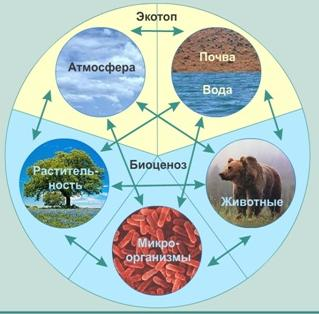 Экотоп
Атмосфера
Почва
Вода
Биоценоз
Раститель-
ность
Животные
Микро-
организмы